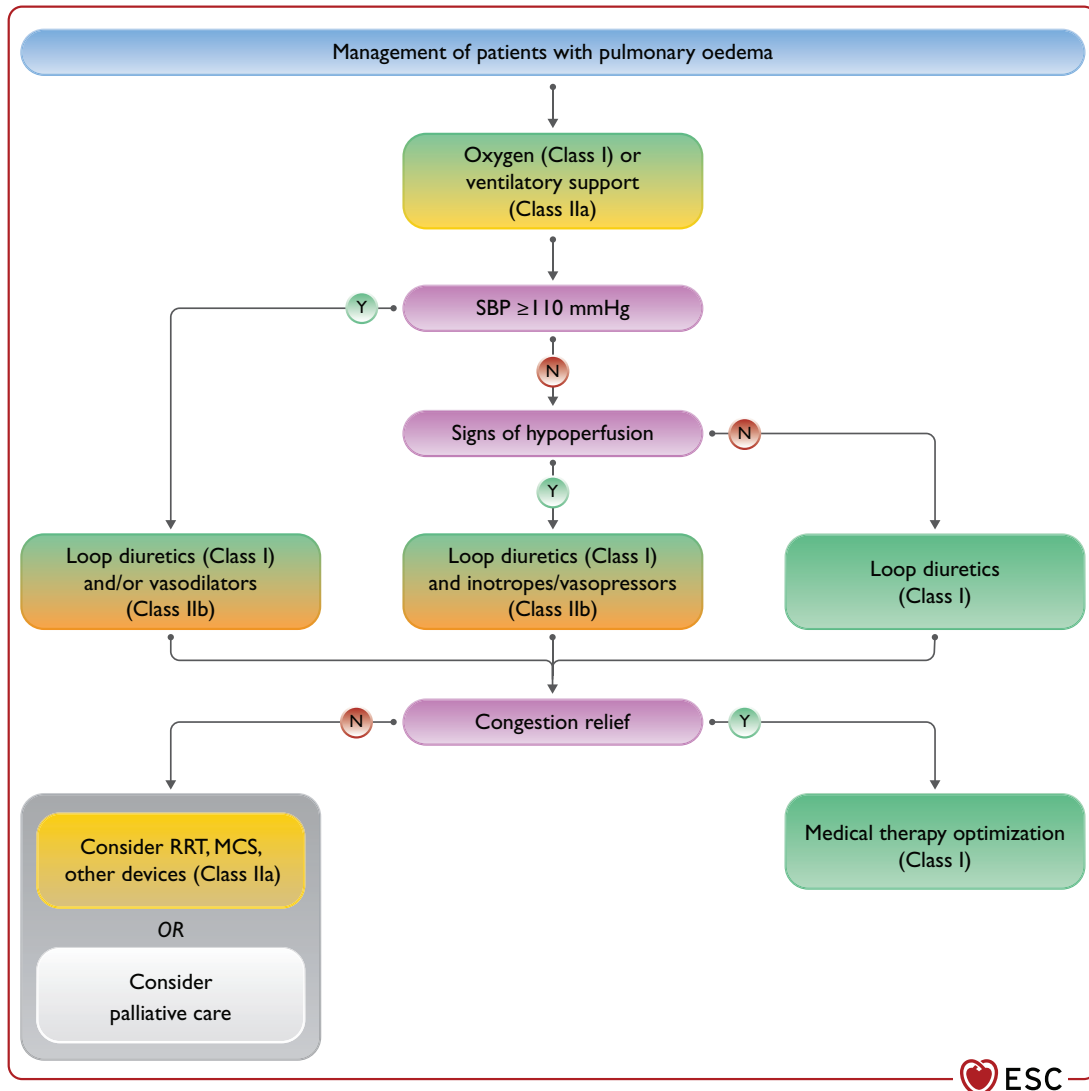 Management of patients with pulmonary oedema
Oxygen (Class I) or
ventilatory support
(Class IIa)
SBP ≥110 mmHg
Y
N
Signs of hypoperfusion
N
Y
Loop diuretics (Class I)
and/or vasodilators
(Class IIb)
Loop diuretics (Class I)
and inotropes/vasopressors
(Class IIb)
Loop diuretics
(Class I)
Congestion relief
N
Y
Consider RRT, MCS,
other devices (Class IIa)
OR
Consider
palliative care
Medical therapy optimization
(Class I)
ESC